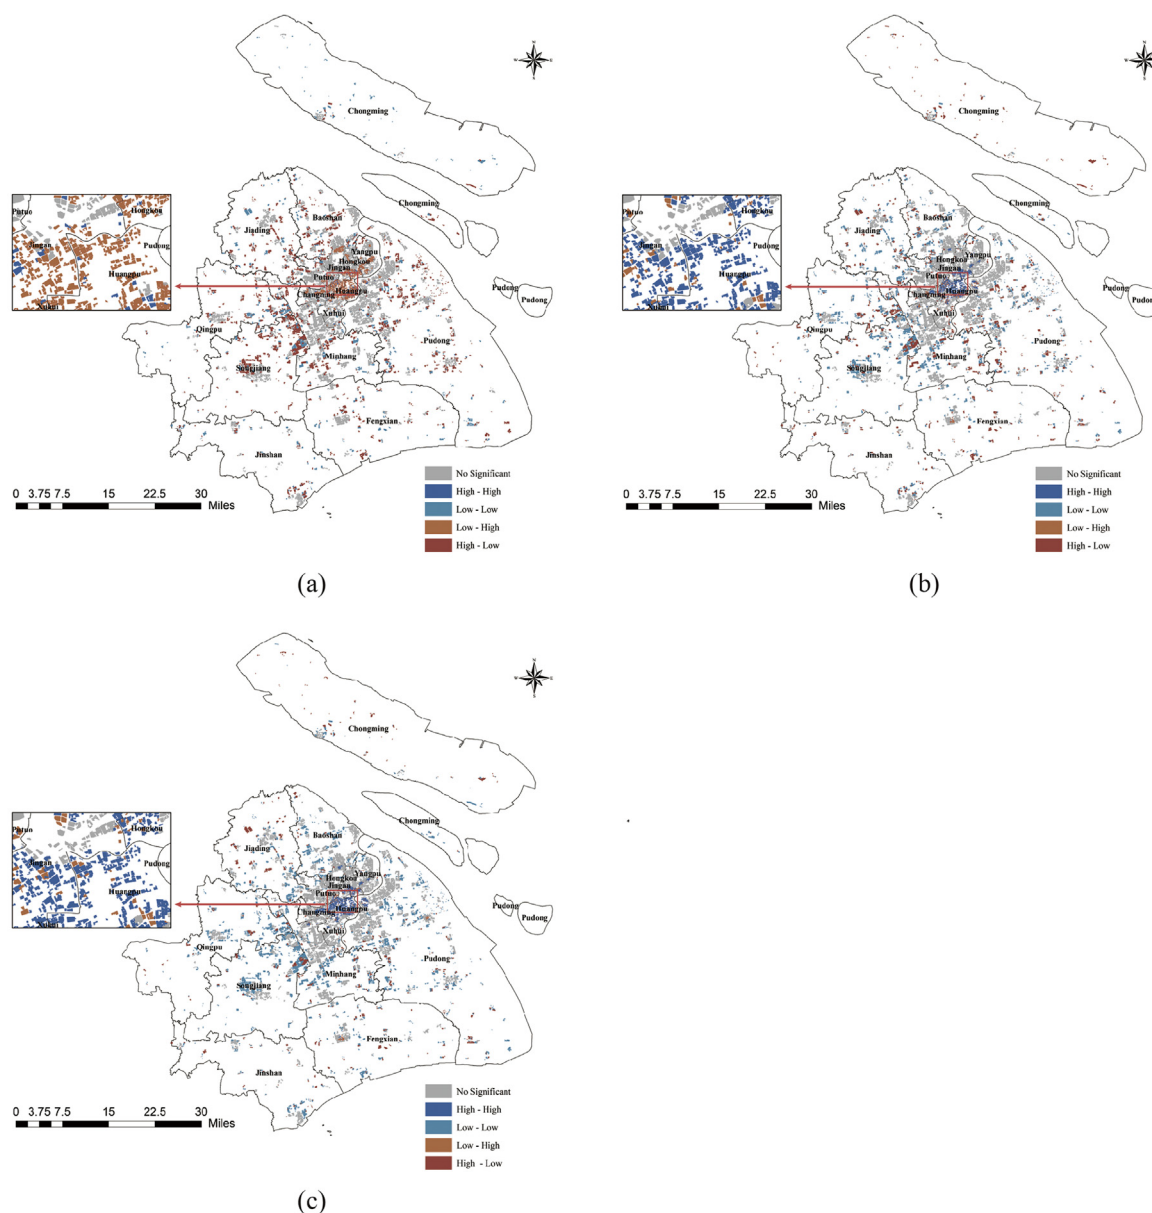 N
W E
S
Chongming
Chongming
Baoshan
Jiading
Yangpu
Hongkou
Jingan
Putuo
Changning
Huangpu
Xuhui
Pudong
Pudong
Pudong
Qingpu
Minhang
Songjiang
Fengxian
Jinshan
Putuo
Hongkou
Jingan
Pudong
Huangpu
Xuhui
No Significant
High - High
Low - Low
Low - High
High - Low
0 3.75 7.5 15 22.5 30
Miles
(a)
N
W E
S
Chongming
Chongming
Baoshan
Jiading
Yangpu
Hongkou
Jingan
Putuo
Changning
Huangpu
Xuhui
Pudong
Pudong
Pudong
Qingpu
Minhang
Songjiang
Fengxian
Jinshan
Putuo
Hongkou
Jingan
Pudong
Huangpu
Xuhui
No Significant
High - High
Low - Low
Low - High
High - Low
0 3.75 7.5 15 22.5 30
Miles
(b)
N
W E
S
Chongming
Chongming
Baoshan
Jiading
Yangpu
Hongkou
Jingan
Putuo
Changning
Huangpu
Xuhui
Pudong
Pudong
Pudong
Qingpu
Minhang
Songjiang
Fengxian
Jinshan
Putuo
Hongkou
Jingan
Pudong
Huangpu
Xuhui
No Significant
High - High
Low - Low
Low - High
High - Low
0 3.75 7.5 15 22.5 30
Miles
(c)